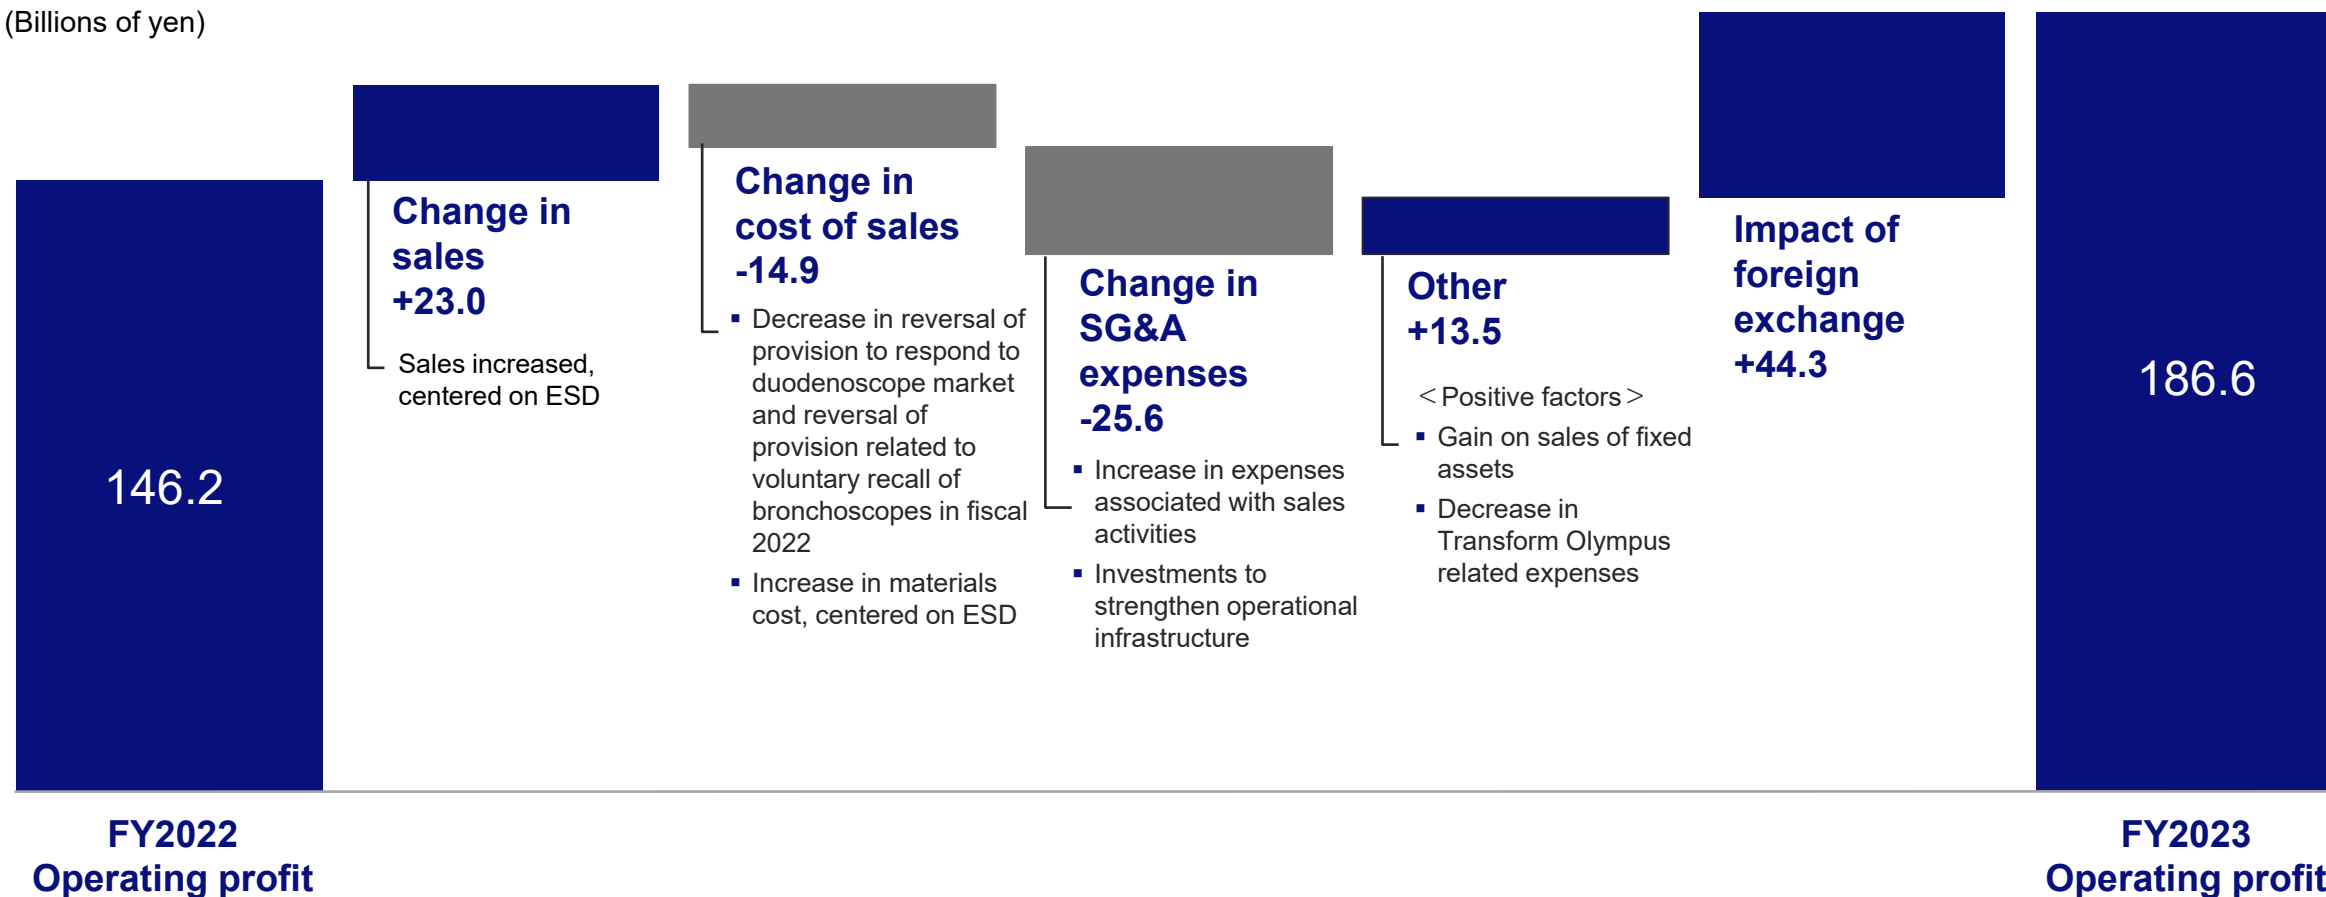 (Billions of yen)
146.2
FY2022
Operating profit
Change in
sales
+23.0
Sales increased,
centered on ESD
Change in
cost of sales
-14.9
▪ Decrease in reversal of
provision to respond to
duodenoscope market
and reversal of
provision related to
voluntary recall of
bronchoscopes in fiscal
2022
▪ Increase in materials
cost, centered on ESD
Change in
SG&A
expenses
-25.6
▪ Increase in expenses
associated with sales
activities
▪ Investments to
strengthen operational
infrastructure
Other
+13.5
＜Positive factors＞
▪ Gain on sales of fixed
assets
▪ Decrease in
Transform Olympus
related expenses
Impact of
foreign
exchange
+44.3
186.6
FY2023
Operating profit